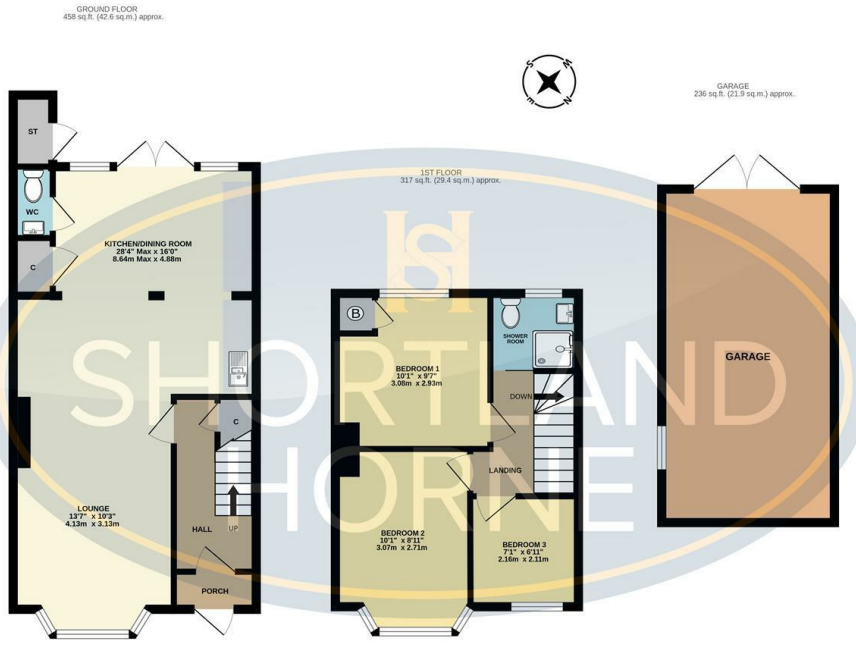 GROUND FLOOR
458 sq.ft. (42.6 sq.m.) approx.
ST
WC
C
KITCHEN/DINING ROOM
28'4" Max x 16'0"
8.64m Max x 4.88m
C
LOUNGE
13'7" x 10'3"
4.13m x 3.13m
HALL
UP
PORCH
1ST FLOOR
317 sq.ft. (29.4 sq.m.) approx.
B
BEDROOM 1
10'1" x 9'7"
3.08m x 2.93m
SHOWER
ROOM
DOWN
LANDING
BEDROOM 2
10'1" x 8'11"
3.07m x 2.71m
BEDROOM 3
7'1" x 6'11"
2.16m x 2.11m
S
W
E
N
GARAGE
236 sq.ft. (21.9 sq.m.) approx.
GARAGE
SH
SHORTLAND
HORNE